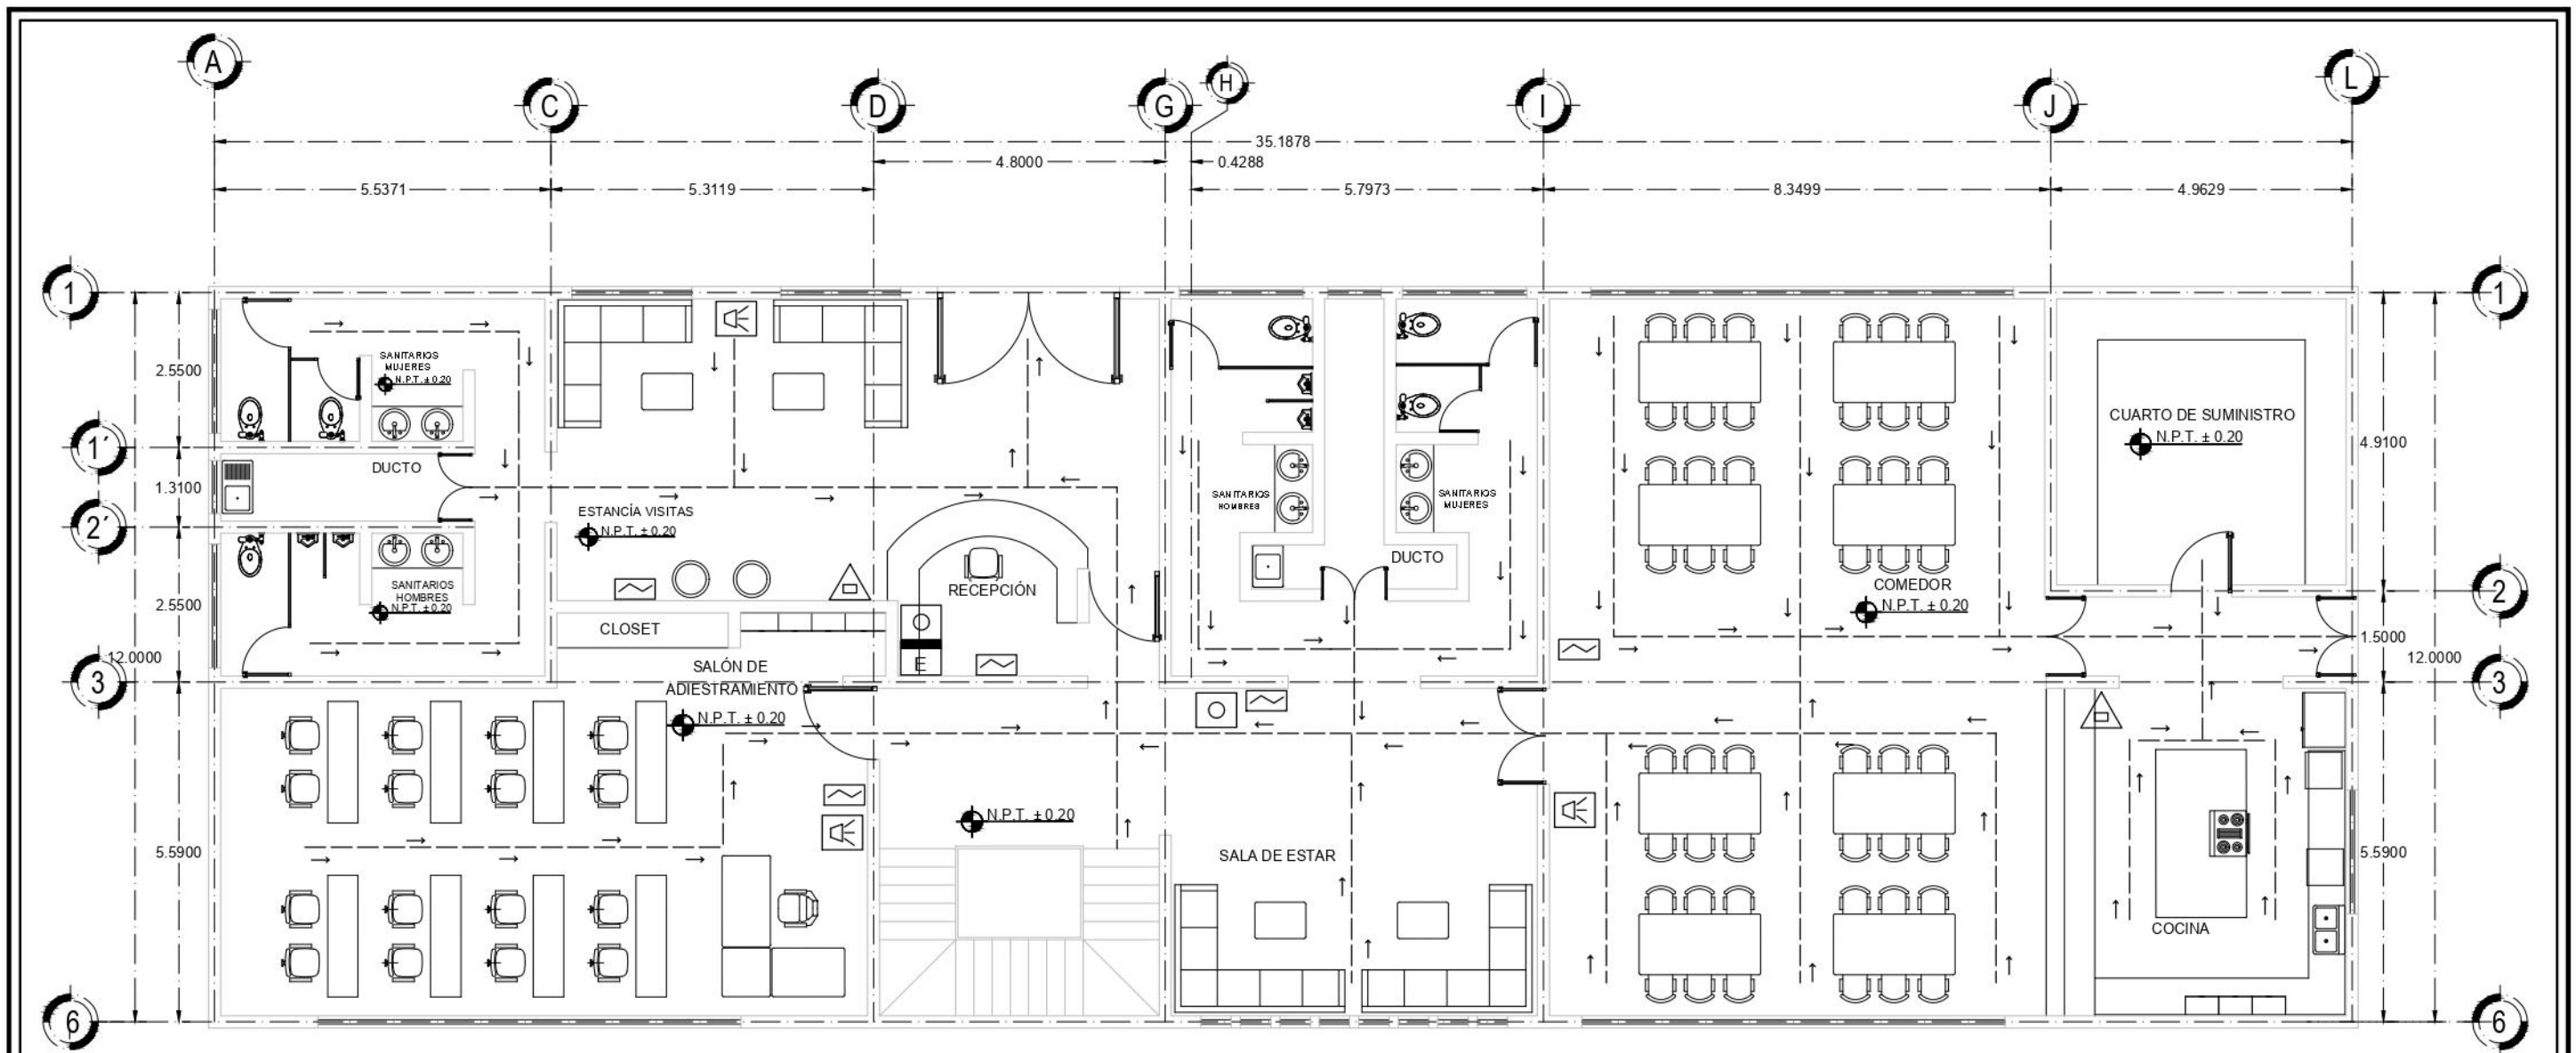 A
C
D
G
H
I
J
L
35.1878
4.8000
0.4288
5.5371
5.3119
5.7973
8.3499
4.9629
1
1
2.5500
SANITARIOS
MUJERES
N.P.T. ± 0.20
CUARTO DE SUMINISTRO
N.P.T. ± 0.20
4.9100
1´
DUCTO
1.3100
SANITARIOS
HOMBRES
SANITARIOS
MUJERES
ESTANCÍA VISITAS
N.P.T. ± 0.20
2´
DUCTO
SANITARIOS
HOMBRES
N.P.T. ± 0.20
RECEPCIÓN
COMEDOR
N.P.T. ± 0.20
2
2.5500
CLOSET
E
1.5000
12.0000
12.0000
3
SALÓN DE
ADIESTRAMIENTO
N.P.T. ± 0.20
3
N.P.T. ± 0.20
5.5900
SALA DE ESTAR
5.5900
COCINA
6
6